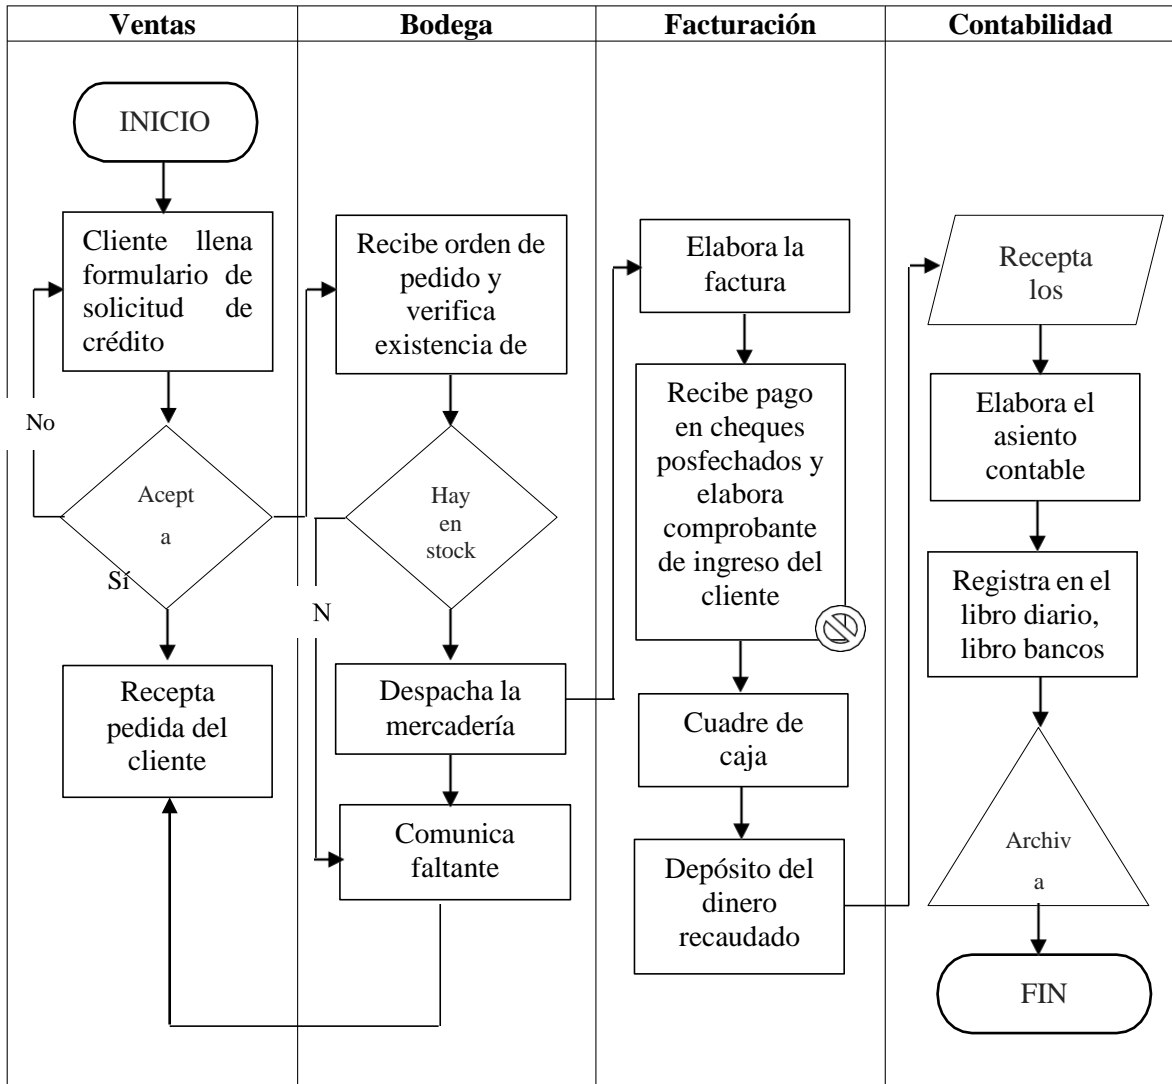 Ventas
Bodega
Facturación
Contabilidad
INICIO
Cliente llena
formulario de
solicitud de
crédito
No
Acept
a
Sí
Recepta
pedida del
cliente
Recibe orden de
pedido y
verifica
existencia de
Hay
en
stock
N
Despacha la
mercadería
Comunica
faltante
Elabora la
factura
Recibe pago
en cheques
posfechados y
elabora
comprobante
de ingreso del
cliente
Cuadre de
caja
Depósito del
dinero
recaudado
Recepta
los
Elabora el
asiento
contable
Registra en el
libro diario,
libro bancos
Archiv
a
FIN